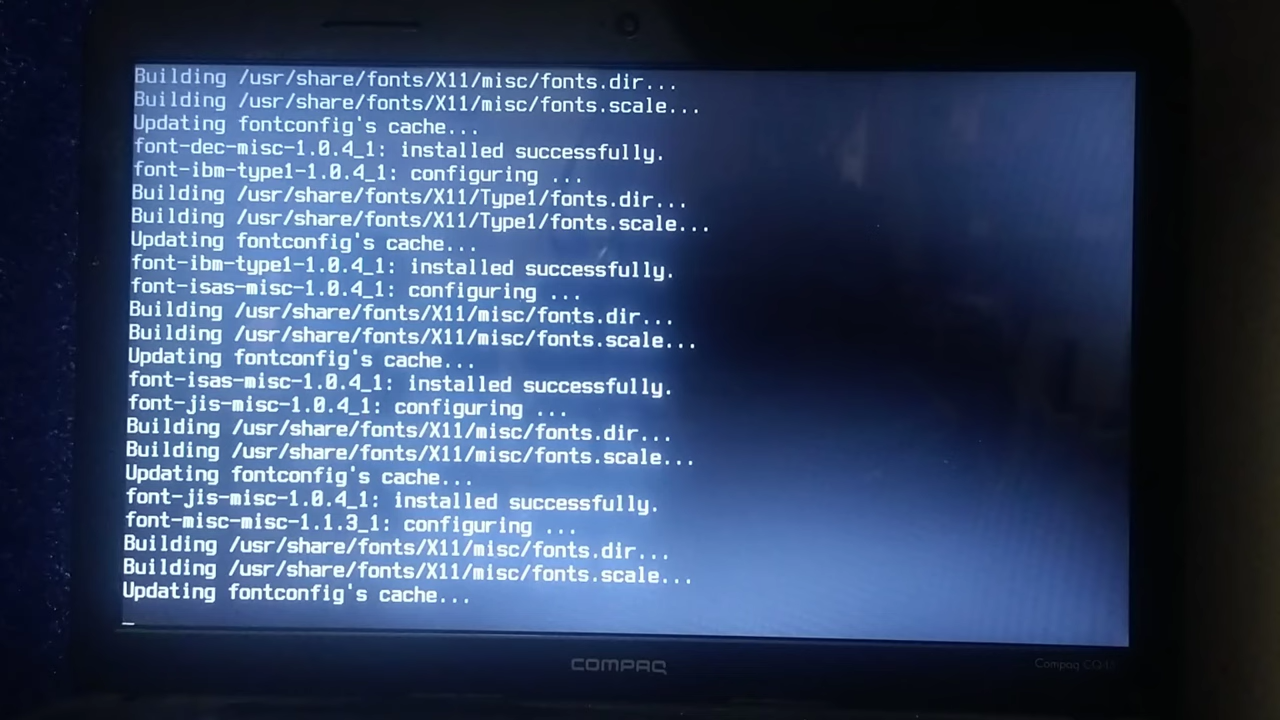 Building /usr/share/fonts/X11/misc/fonts.dir...
Building /usr/share/fonts/X11/misc/fonts.scale...
Updating fontconfig's cache...
font-dec-misc-1.0.4_1: installed successfully.
font-ibm-type1-1.0.4_1: configuring ...
Building /usr/share/fonts/X11/Type1/fonts.dir...
Building /usr/share/fonts/X11/Type1/fonts.scale...
Updating fontconfig's cache...
font-ibm-type1-1.0.4_1: installed successfully.
font-isas-misc-1.0.4_1: configuring ...
Building /usr/share/fonts/X11/misc/fonts.dir...
Building /usr/share/fonts/X11/misc/fonts.scale...
Updating fontconfig's cache...
font-isas-misc-1.0.4_1: installed successfully.
font-jis-misc-1.0.4_1: configuring ...
Building /usr/share/fonts/X11/misc/fonts.dir...
Building /usr/share/fonts/X11/misc/fonts.scale...
Updating fontconfig's cache...
font-jis-misc-1.0.4_1: installed successfully.
font-misc-misc-1.1.3_1: configuring ...
Building /usr/share/fonts/X11/misc/fonts.dir...
Building /usr/share/fonts/X11/misc/fonts.scale...
Updating fontconfig's cache...
_
COMPAQ
Compaq